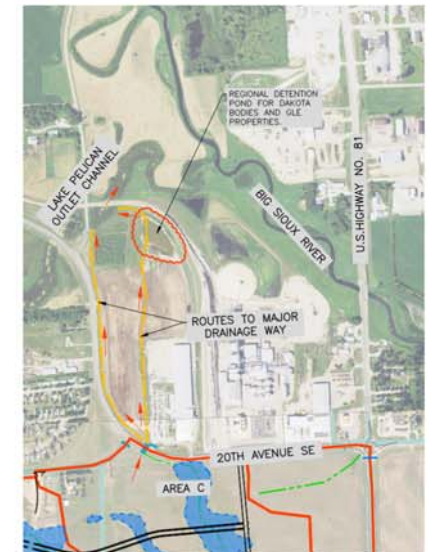 REGIONAL DETENTION
POND FOR DAKOTA
BODIES AND GLE
PROPERTIES.
LAKE PELICAN
OUTLET CHANNEL
BIG SIOUX RIVER
U.S.HIGHWAY NO. 81
ROUTES TO MAJOR
DRAINAGE WAY
20TH AVENUE SE
AREA C